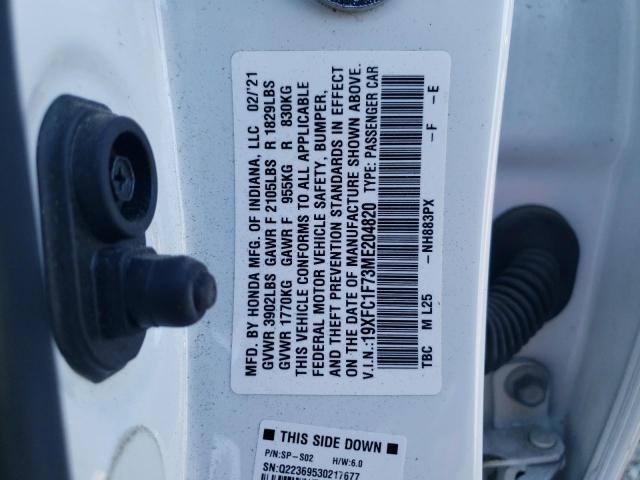 MFD. BY HONDA MFG. OF INDIANA, LLC 02/'21
GVWR 3902LBS GAWR F 2105LBS R 1829LBS
GVWR 1770KG GAWR F 955KG R 830KG
THIS VEHICLE CONFORMS TO ALL APPLICABLE
FEDERAL MOTOR VEHICLE SAFETY, BUMPER,
AND THEFT PREVENTION STANDARDS IN EFFECT
ON THE DATE OF MANUFACTURE SHOWN ABOVE.
V.I.N.:19XFC1F73ME204820 TYPE: PASSENGER CAR
TBC M L25 -NH883PX -F -E
THIS SIDE DOWN
P/N:SP-S02 H/W:6.0
SN:Q22369530217677